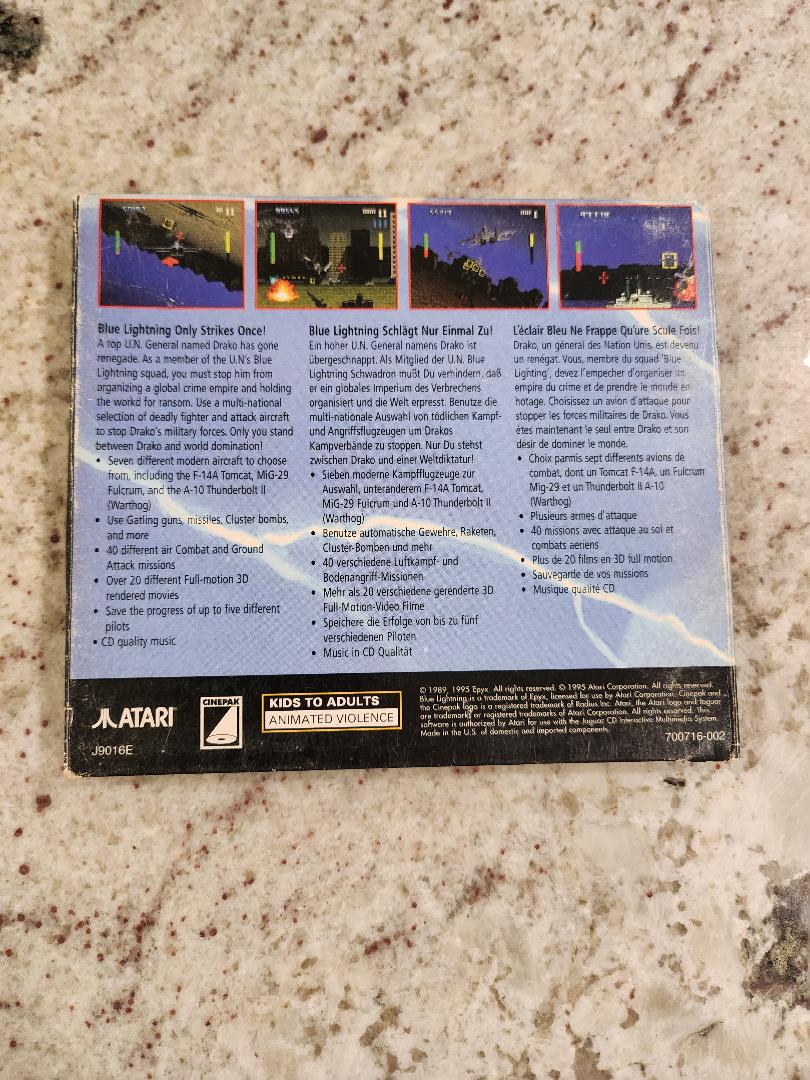 Blue Lightning Only Strikes Once!
A top U.N. General named Drako has gone
renegade. As a member of the U.N's Blue
Lightning squad, you must stop him from
organizing a global crime empire and holding
the world for ransom. Use a multi-national
selection of deadly fighter and attack aircraft
to stop Drako's military forces. Only you stand
between Drako and world domination!
• Seven different modern aircraft to choose
from, including the F-14A Tomcat, MiG-29
Fulcrum, and the A-10 Thunderbolt II
(Warthog)
• Use Gatling guns, missiles, Cluster bombs,
and more
• 40 different air Combat and Ground
Attack missions
• Over 20 different Full-motion 3D
rendered movies
• Save the progress of up to five different
pilots
• CD quality music
Blue Lightning Schlägt Nur Einmal Zu!
Ein hoher U.N. General namens Drako ist
übergeschnappt. Als Mitglied der U.N. Blue
Lightning Schwadron mußt Du verhindern, daß
er ein globales Imperium des Verbrechens
organisiert und die Welt erpresst. Benutze die
multi-nationale Auswahl von tödlichen Kampf-
und Angriffsflugzeugen um Drakos
Kampverbände zu stoppen. Nur Du stehst
zwischen Drako und einer Weltdiktatur!
• Sieben moderne Kampfflugzeuge zur
Auswahl, unteranderem F-14A Tomcat,
MiG-29 Fulcrum und A-10 Thunderbolt II
(Warthog)
• Benutze automatische Gewehre, Raketen,
Cluster-Bomben und mehr
• 40 verschiedene Luftkampf- und
Bodenangriff-Missionen
• Mehr als 20 verschiedene gerenderte 3D
Full-Motion-Video Filme
• Speichere die Erfolge von bis zu fünf
verschiedenen Piloten
• Music in CD Qualität
L'éclair Bleu Ne Frappe Qu'ure Scule Fois!
Drako, un géneral des Nation Unis, est devenu
un renégat. Vous, membre du squad 'Blue
Lighting', devez l'empecher d'organiser un
empire du crime et de prendre le monde en
hotage. Choisissez un avion d'attaque pour
stopper les forces militaires de Drako. Vous
étes maintenant le seul entre Drako et son
désir de dominer le monde.
• Choix parmis sept differents avions de
combat, dont un Tomcat F-14A, un Fulcrum
Mig-29 et un Thunderbolt II A-10
(Warthog)
• Plusieurs armes d'attaque
• 40 missions avec attaque au sol et
combats aeriens
• Plus de 20 films en 3D full motion
• Sauvegarde de vos missions
• Musique qualité CD
ATARI
J9016E
CINEPAK
KIDS TO ADULTS
ANIMATED VIOLENCE
© 1989, 1995 Epyx. All rights reserved. © 1995 Atari Corporation. All rights reserved.
Blue Lightning is a trademark of Epyx, licensed for use by Atari Corporation. Cinepak and
the Cinepak logo is a registered trademark of Radius Inc. Atari, the Atari logo and Jaguar
are trademarks or registered trademarks of Atari Corporation. All rights reserved. This
software is authorized by Atari for use with the Jaguar CD Interactive Multimedia System.
Made in the U.S. of domestic and imported components.
700716-002